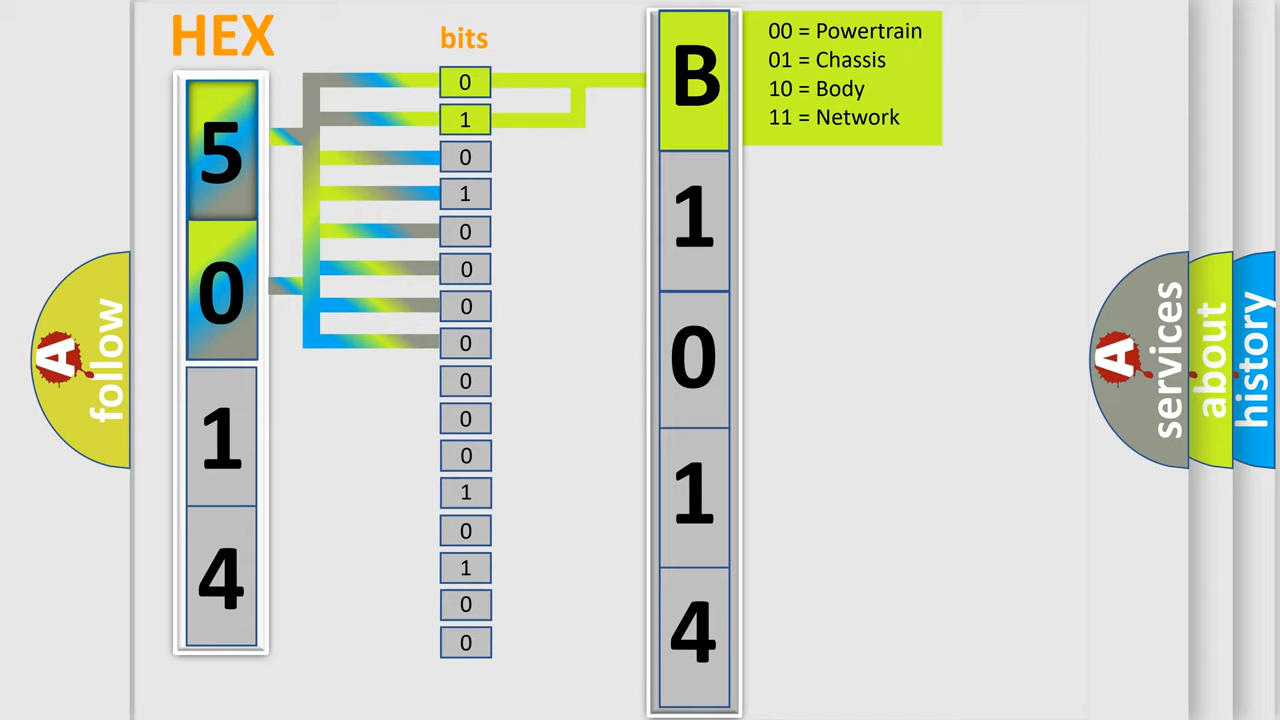 HEX
bits
5
0
1
4
0
1
0
1
0
0
0
0
0
0
0
1
0
1
0
0
B
1
0
1
4
00 = Powertrain
01 = Chassis
10 = Body
11 = Network
A
follow
A
services
about
history